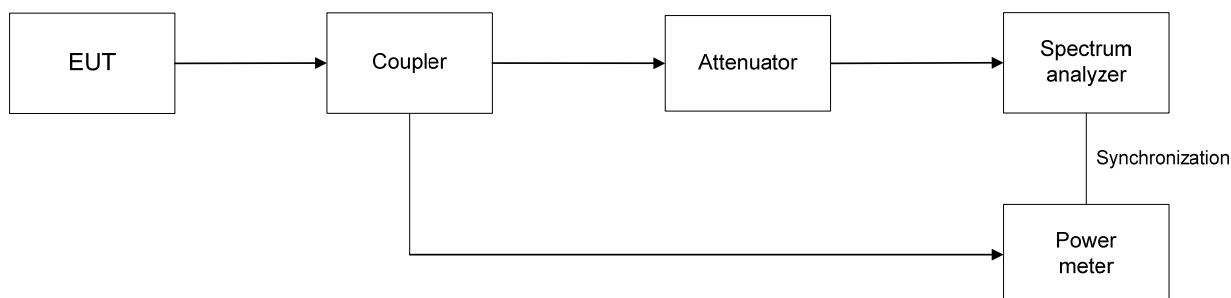 EUT
Coupler
Attenuator
Spectrum
analyzer
Synchronization
Power
meter